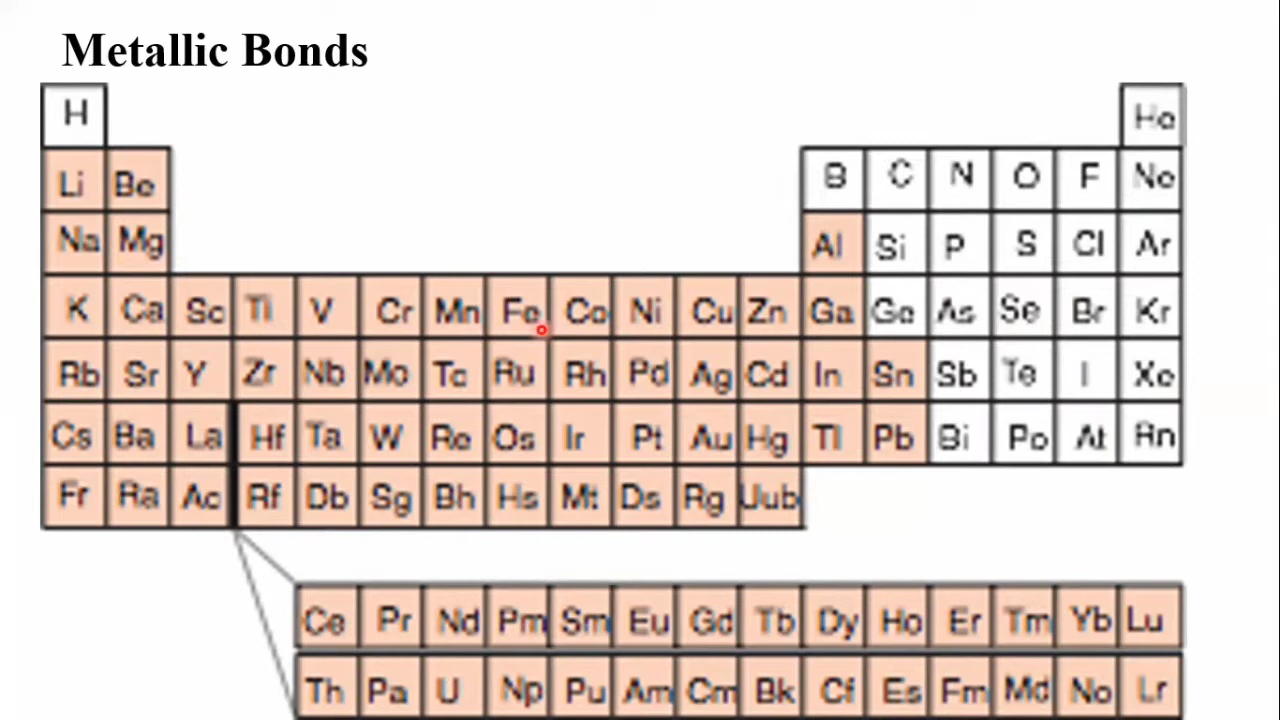 Metallic Bonds
H He
Li Be B C N O F Ne
Na Mg Al Si P S Cl Ar
K Ca Sc Ti V Cr Mn Fe Co Ni Cu Zn Ga Ge As Se Br Kr
Rb Sr Y Zr Nb Mo Tc Ru Rh Pd Ag Cd In Sn Sb Te I Xe
Cs Ba La Hf Ta W Re Os Ir Pt Au Hg Tl Pb Bi Po At Rn
Fr Ra Ac Rf Db Sg Bh Hs Mt Ds Rg Uub
Ce Pr Nd Pm Sm Eu Gd Tb Dy Ho Er Tm Yb Lu
Th Pa U Np Pu Am Cm Bk Cf Es Fm Md No Lr